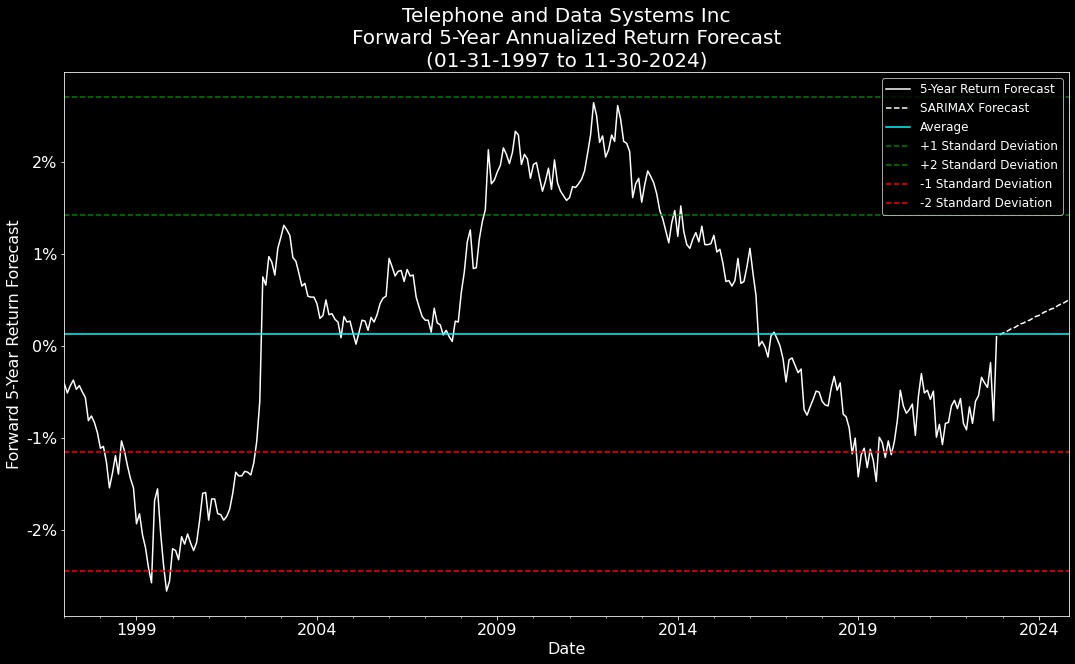 Telephone and Data Systems Inc
Forward 5-Year Annualized Return Forecast
(01-31-1997 to 11-30-2024)
5-Year Return Forecast
SARIMAX Forecast
Average
+1 Standard Deviation
+2 Standard Deviation
-1 Standard Deviation
-2 Standard Deviation
Forward 5-Year Return Forecast
2%
1%
0%
-1%
-2%
1999 2004 2009 2014 2019 2024
Date